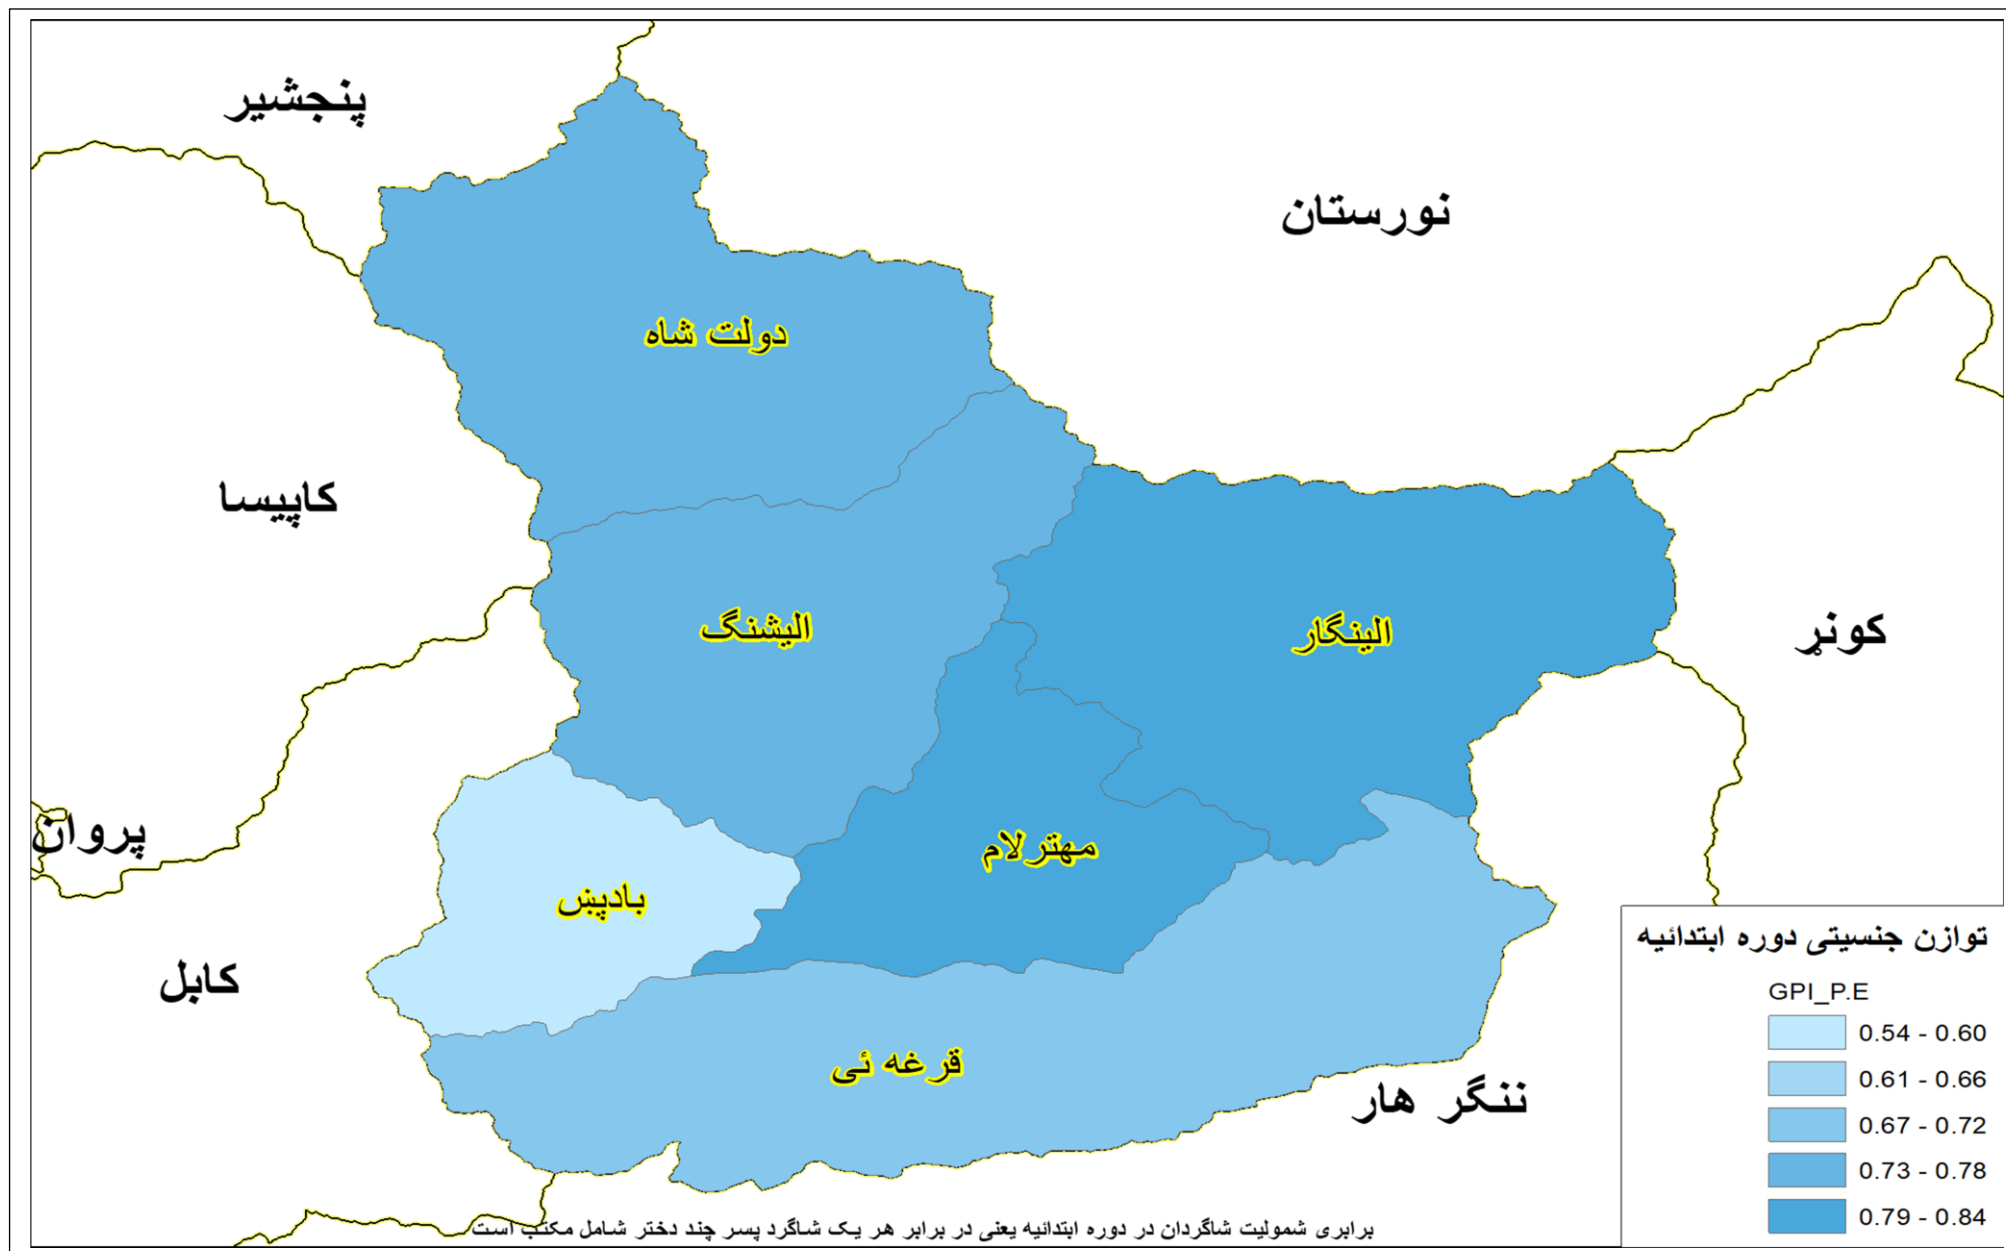 پنجشیر
نورستان
دولت شاه
کاپیسا
الیشنگ
الینگار
کونړ
پروان
مهترلام
بادپښ
کابل
قرغه ئی
ننگر هار
توازن جنسیتی دوره ابتدائیه
GPI_P.E
0.54 - 0.60
0.61 - 0.66
0.67 - 0.72
0.73 - 0.78
0.79 - 0.84
برابری شمولیت شاگردان در دوره ابتدائیه یعنی در برابر هر یک شاگرد پسر چند دختر شامل مکتب است